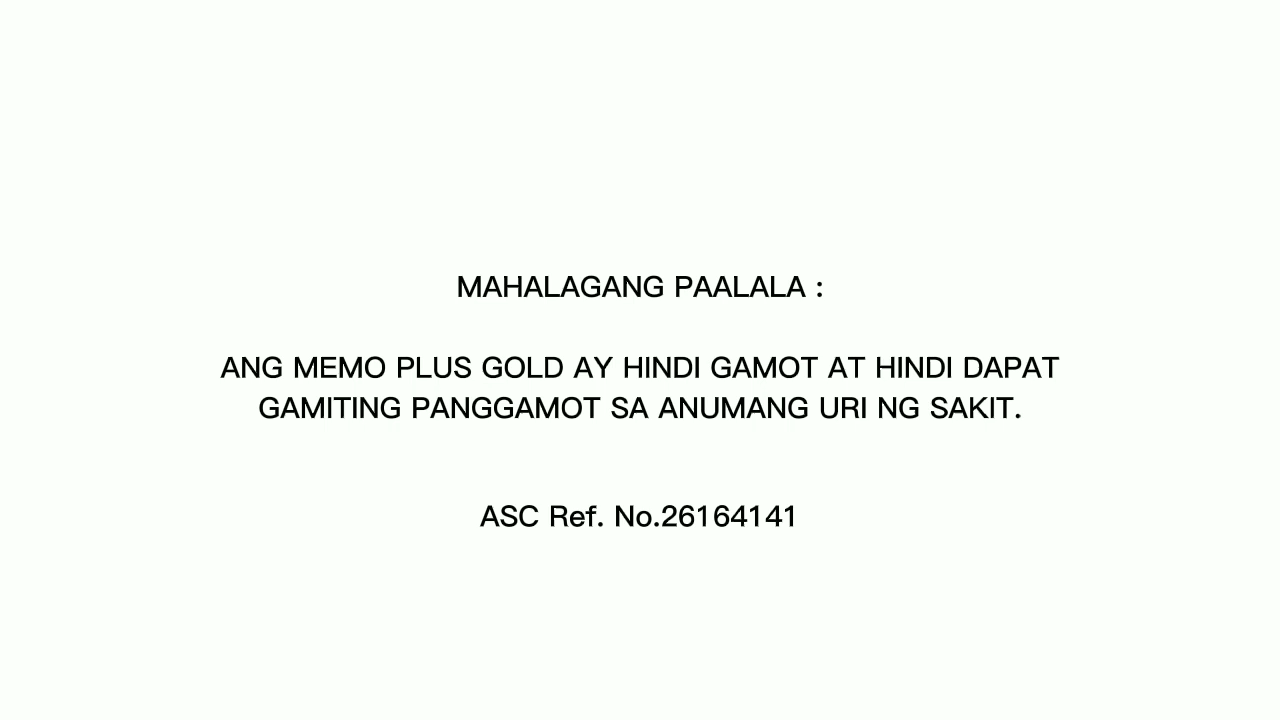 MAHALAGANG PAALALA :
ANG MEMO PLUS GOLD AY HINDI GAMOT AT HINDI DAPAT
GAMITING PANGGAMOT SA ANUMANG URI NG SAKIT.
ASC Ref. No.26164141